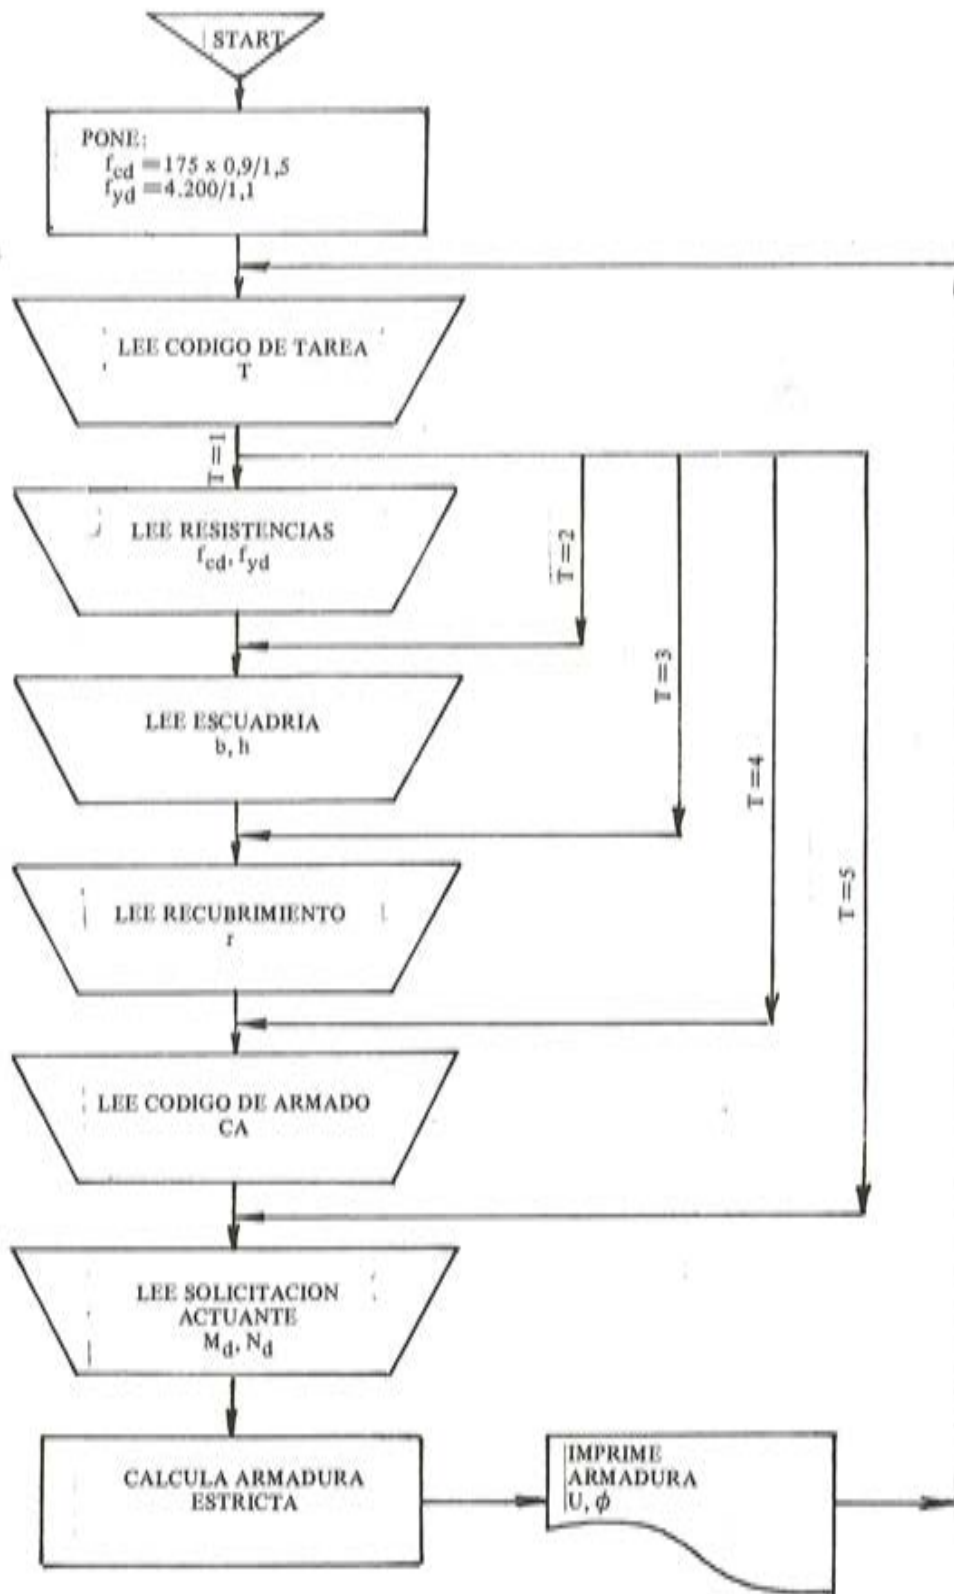 START
PONE:
f_cd = 175 x 0,9/1,5
f_yd = 4.200/1,1
LEE CODIGO DE TAREA
T
T=1
LEE RESISTENCIAS
f_cd, f_yd
T=2
LEE ESCUADRIA
b, h
T=3
T=4
LEE RECUBRIMIENTO
r
T=5
LEE CODIGO DE ARMADO
CA
LEE SOLICITACION
ACTUANTE
M_d, N_d
CALCULA ARMADURA
ESTRICTA
IMPRIME
ARMADURA
U, ϕ